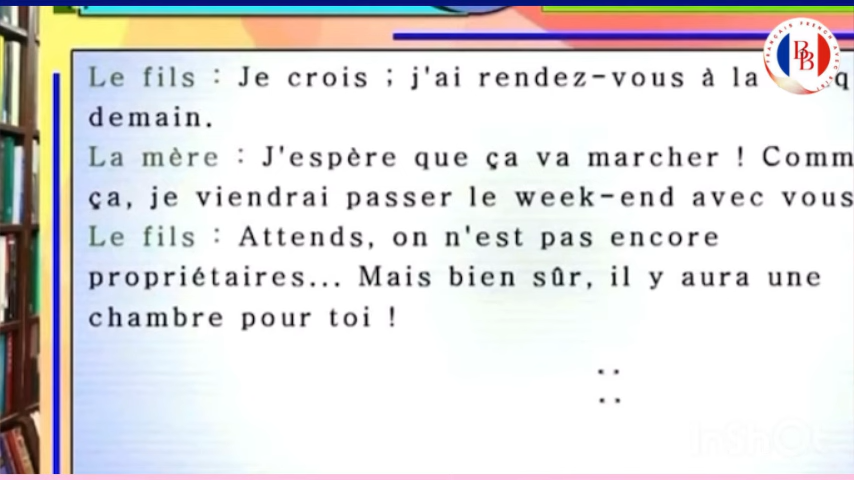 Le fils : Je crois ; j'ai rendez-vous à la
demain.
La mère : J'espère que ça va marcher ! Comm
ça, je viendrai passer le week-end avec vous
Le fils : Attends, on n'est pas encore
propriétaires... Mais bien sûr, il y aura une
chambre pour toi !
BB
InShOt